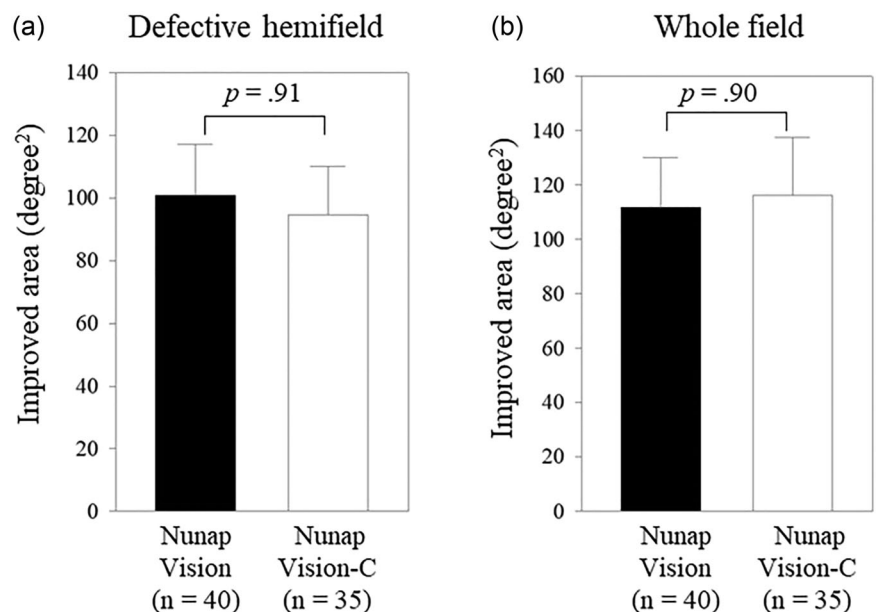 (a) Defective hemifield
140
120
100
80
60
40
20
0
Improved area (degree²)
p = .91
Nunap Vision (n = 40)
Nunap Vision-C (n = 35)
(b) Whole field
160
140
120
100
80
60
40
20
0
Improved area (degree²)
p = .90
Nunap Vision (n = 40)
Nunap Vision-C (n = 35)